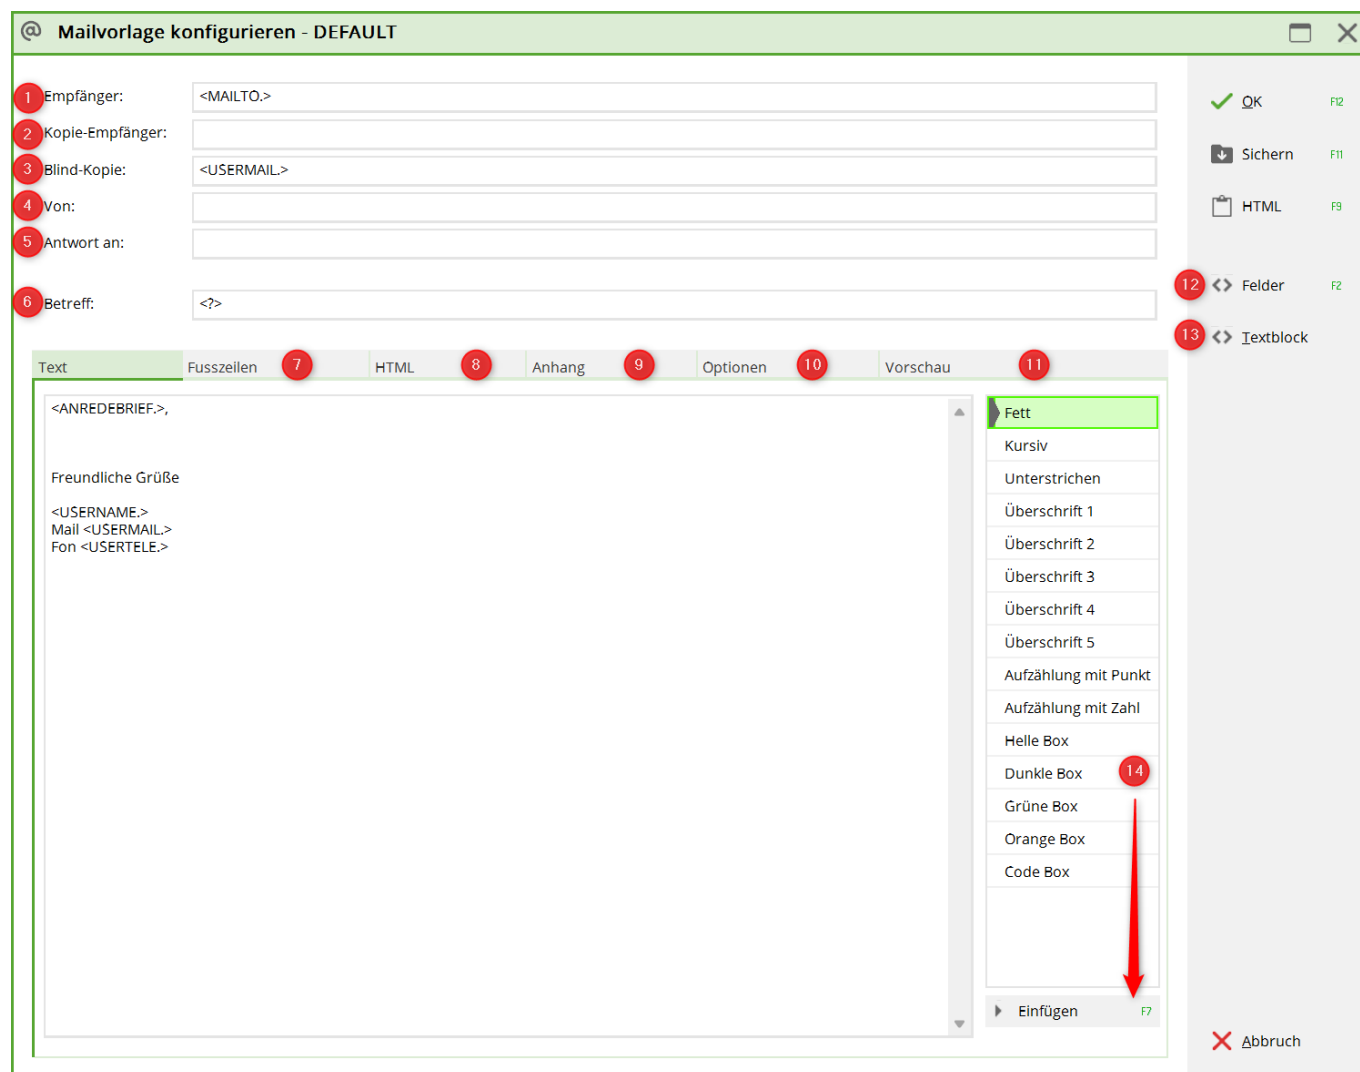 @ Mailvorlage konfigurieren - DEFAULT
1 Empfänger: <MAILTO.>
2 Kopie-Empfänger:
3 Blind-Kopie: <USERMAIL.>
4 Von:
5 Antwort an:
6 Betreff: <?>
OK F12
Sichern F11
HTML F9
12 <> Felder F2
13 <> Textblock
Text Fusszeilen 7 HTML 8 Anhang 9 Optionen 10 Vorschau 11
<ANREDEBRIEF.>,
Freundliche Grüße
<USERNAME.>
Mail <USERMAIL.>
Fon <USERTELE.>
Fett
Kursiv
Unterstrichen
Überschrift 1
Überschrift 2
Überschrift 3
Überschrift 4
Überschrift 5
Aufzählung mit Punkt
Aufzählung mit Zahl
Helle Box
Dunkle Box 14
Grüne Box
Orange Box
Code Box
Einfügen F7
Abbruch